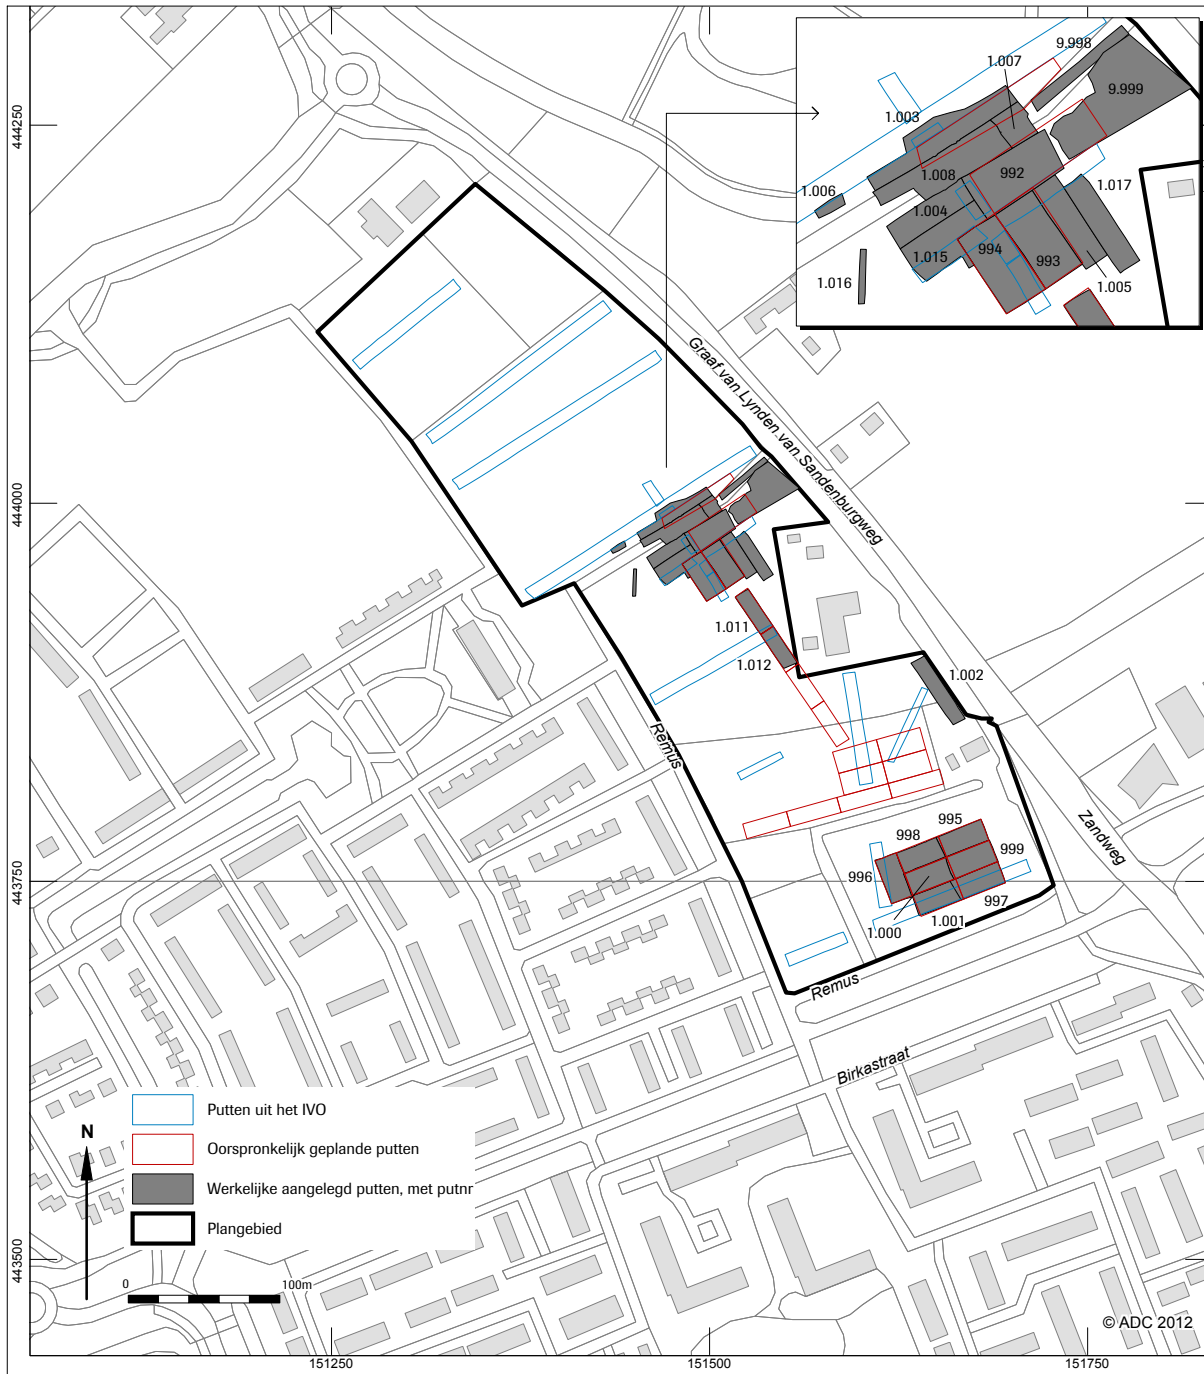 9.998
1.007
9.999
1.003
992
1.008
1.017
1.006
1.004
994
1.015
993
1.016
1.005
444250
444000
443750
443500
Graaf van Lynden van Sandenburgweg
1.011
1.012
1.002
Remus
Zandweg
995
998
999
996
997
1.001
1.000
Remus
Birkastraat
Putten uit het IVO
Oorspronkelijk geplande putten
Werkelijke aangelegd putten, met putnr
Plangebied
N
0 100m
© ADC 2012
151250 151500 151750